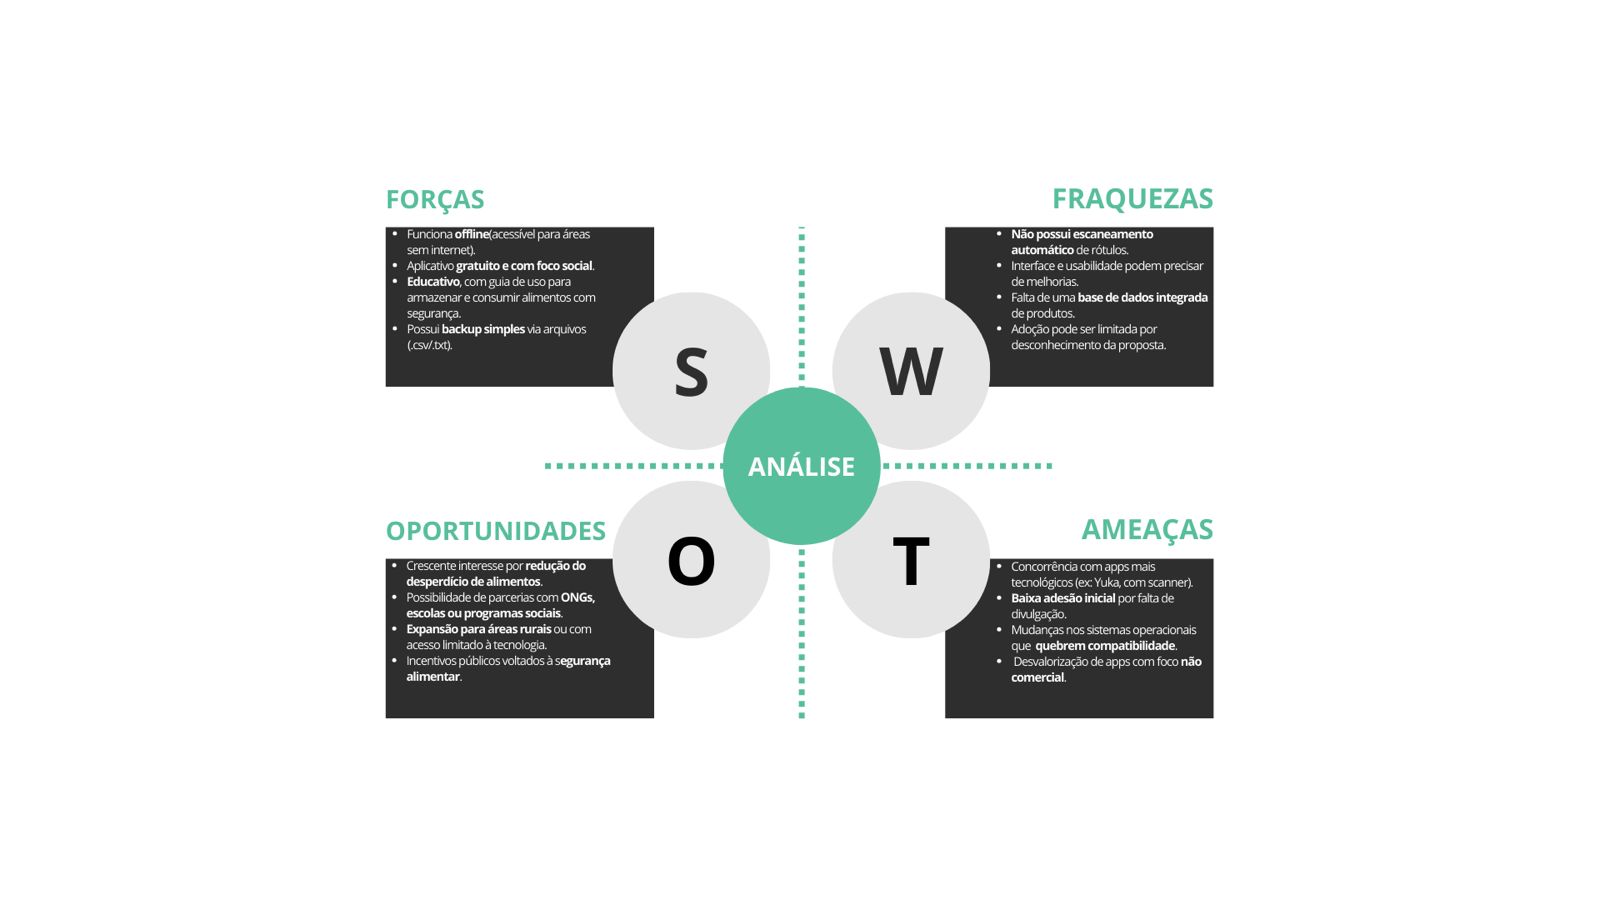 FORÇAS
• Funciona offline(acessível para áreas
sem internet).
• Aplicativo gratuito e com foco social.
• Educativo, com guia de uso para
armazenar e consumir alimentos com
segurança.
• Possui backup simples via arquivos
(.csv/.txt).
FRAQUEZAS
• Não possui escaneamento
automático de rótulos.
• Interface e usabilidade podem precisar
de melhorias.
• Falta de uma base de dados integrada
de produtos.
• Adoção pode ser limitada por
desconhecimento da proposta.
S
W
ANÁLISE
O
T
OPORTUNIDADES
• Crescente interesse por redução do
desperdício de alimentos.
• Possibilidade de parcerias com ONGs,
escolas ou programas sociais.
• Expansão para áreas rurais ou com
acesso limitado à tecnologia.
• Incentivos públicos voltados à segurança
alimentar.
AMEAÇAS
• Concorrência com apps mais
tecnológicos (ex: Yuka, com scanner).
• Baixa adesão inicial por falta de
divulgação.
• Mudanças nos sistemas operacionais
que quebrem compatibilidade.
• Desvalorização de apps com foco não
comercial.